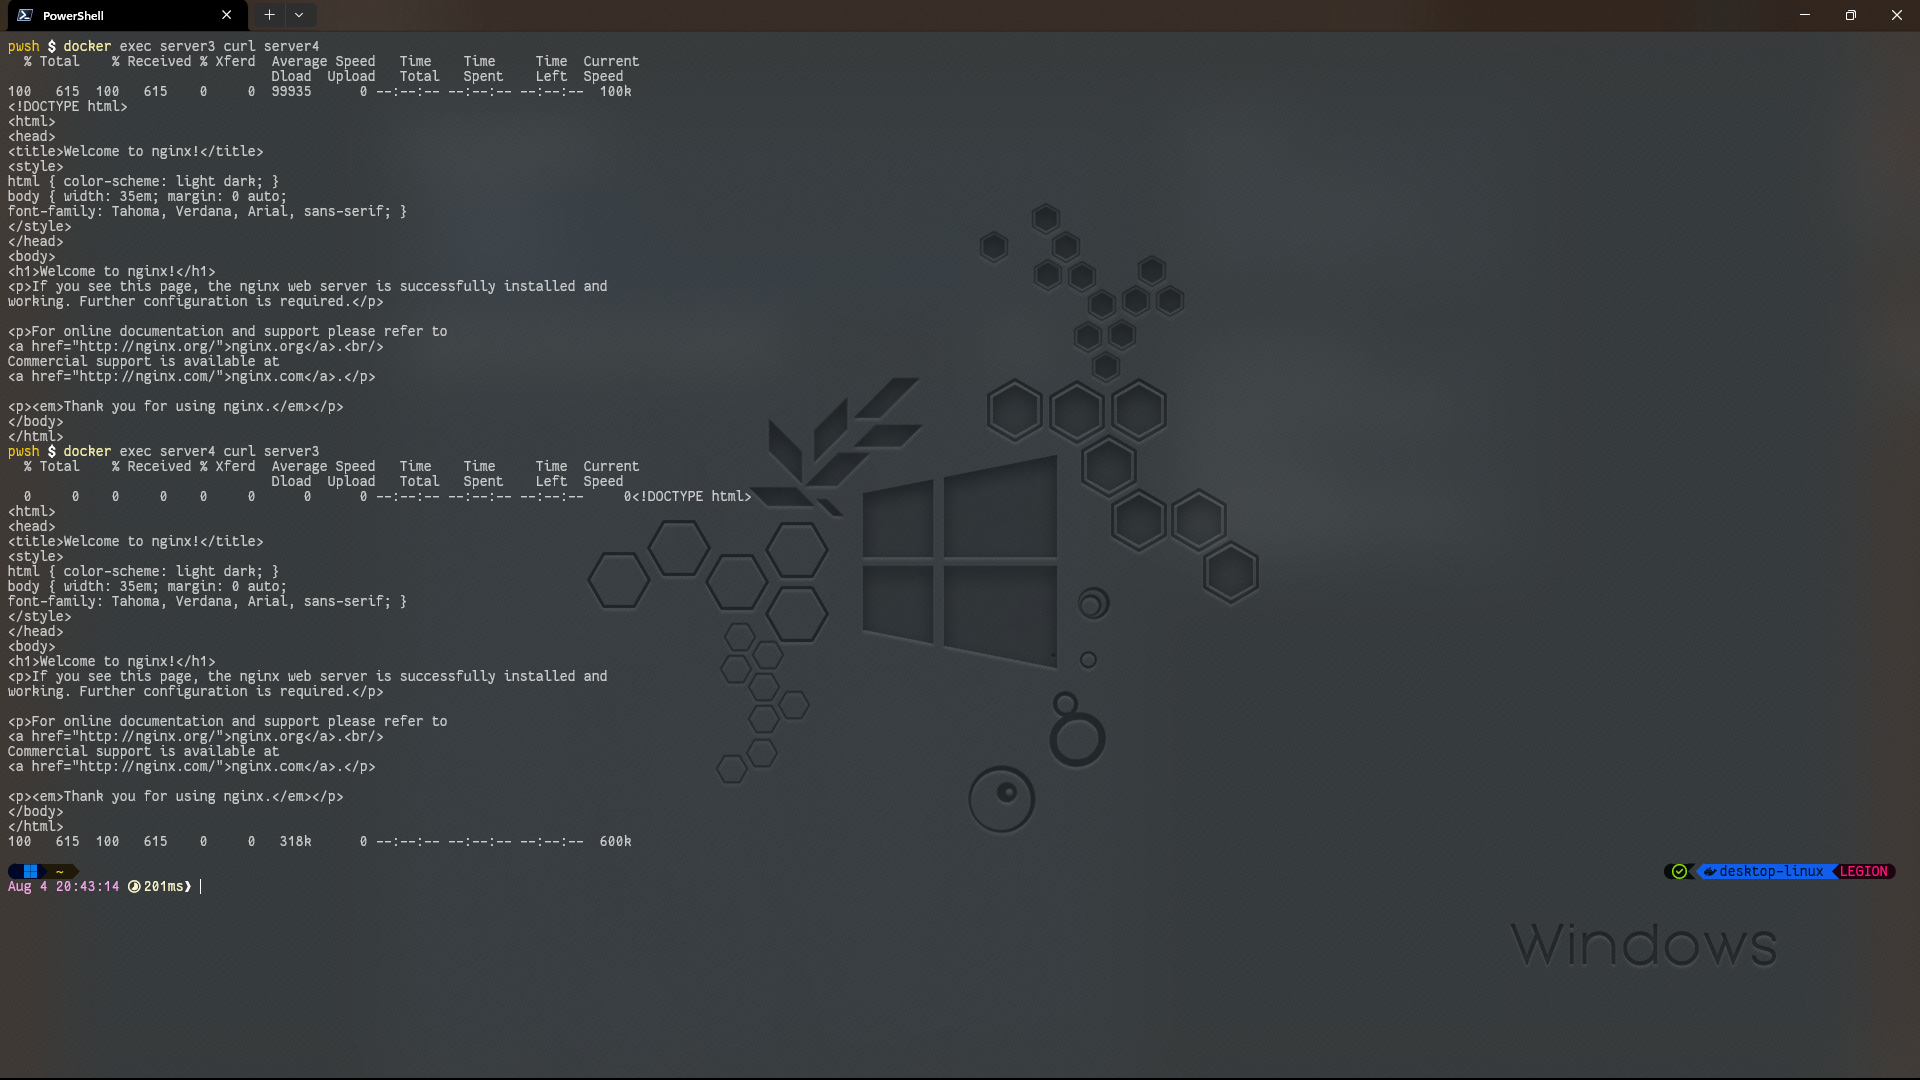 PowerShell
pwsh $ docker exec server3 curl server4
  % Total    % Received % Xferd  Average Speed   Time    Time     Time  Current
                                 Dload  Upload   Total   Spent    Left  Speed
100   615  100   615    0     0  99935      0 --:--:-- --:--:-- --:--:--  100k
<!DOCTYPE html>
<html>
<head>
<title>Welcome to nginx!</title>
<style>
html { color-scheme: light dark; }
body { width: 35em; margin: 0 auto;
font-family: Tahoma, Verdana, Arial, sans-serif; }
</style>
</head>
<body>
<h1>Welcome to nginx!</h1>
<p>If you see this page, the nginx web server is successfully installed and
working. Further configuration is required.</p>

<p>For online documentation and support please refer to
<a href="http://nginx.org/">nginx.org</a>.<br/>
Commercial support is available at
<a href="http://nginx.com/">nginx.com</a>.</p>

<p><em>Thank you for using nginx.</em></p>
</body>
</html>
pwsh $ docker exec server4 curl server3
  % Total    % Received % Xferd  Average Speed   Time    Time     Time  Current
                                 Dload  Upload   Total   Spent    Left  Speed
  0     0    0     0    0     0      0      0 --:--:-- --:--:-- --:--:--     0<!DOCTYPE html>
<html>
<head>
<title>Welcome to nginx!</title>
<style>
html { color-scheme: light dark; }
body { width: 35em; margin: 0 auto;
font-family: Tahoma, Verdana, Arial, sans-serif; }
</style>
</head>
<body>
<h1>Welcome to nginx!</h1>
<p>If you see this page, the nginx web server is successfully installed and
working. Further configuration is required.</p>

<p>For online documentation and support please refer to
<a href="http://nginx.org/">nginx.org</a>.<br/>
Commercial support is available at
<a href="http://nginx.com/">nginx.com</a>.</p>

<p><em>Thank you for using nginx.</em></p>
</body>
</html>
100   615  100   615    0     0   318k      0 --:--:-- --:--:-- --:--:--  600k
~ desktop-linux LEGION
Aug 4 20:43:14 201ms❯
Windows